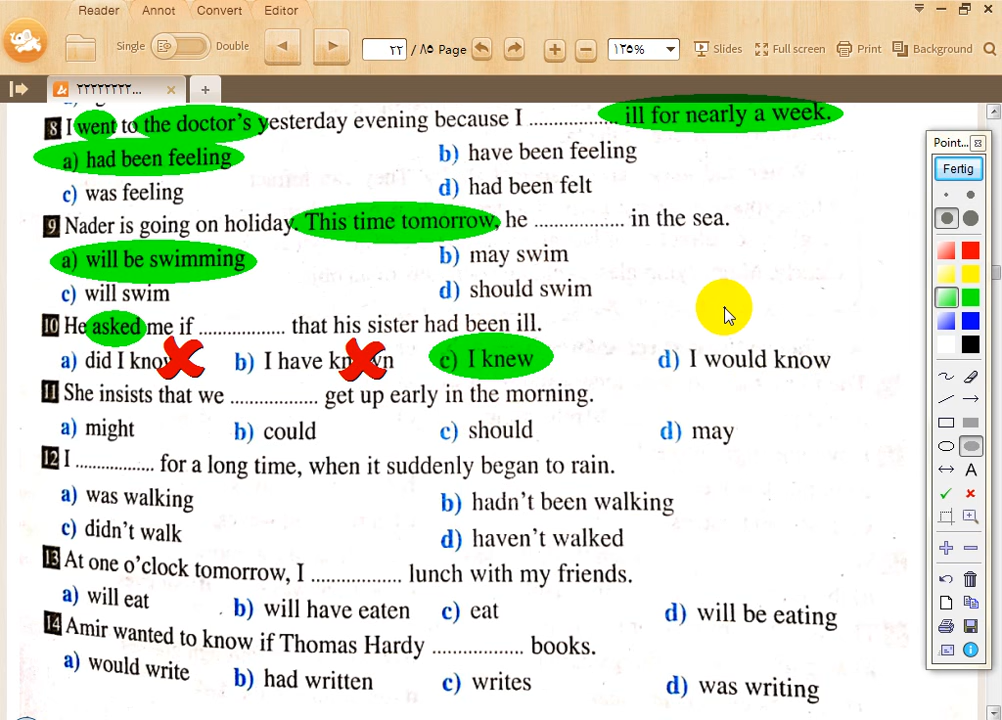 Reader Annot Convert Editor
Single Double ٢٢ / ٨٥ Page ١٢٥% Slides Full screen Print Background
٢٢٢٢٢٢٢٢...
8 I went to the doctor's yesterday evening because I .................. ill for nearly a week.
a) had been feeling b) have been feeling
c) was feeling d) had been felt
9 Nader is going on holiday. This time tomorrow, he .................. in the sea.
a) will be swimming b) may swim
c) will swim d) should swim
10 He asked me if .................. that his sister had been ill.
a) did I know b) I have known c) I knew d) I would know
11 She insists that we .................. get up early in the morning.
a) might b) could c) should d) may
12 I .................. for a long time, when it suddenly began to rain.
a) was walking b) hadn't been walking
c) didn't walk d) haven't walked
13 At one o'clock tomorrow, I .................. lunch with my friends.
a) will eat b) will have eaten c) eat d) will be eating
14 Amir wanted to know if Thomas Hardy .................. books.
a) would write b) had written c) writes d) was writing
Point...
Fertig
A